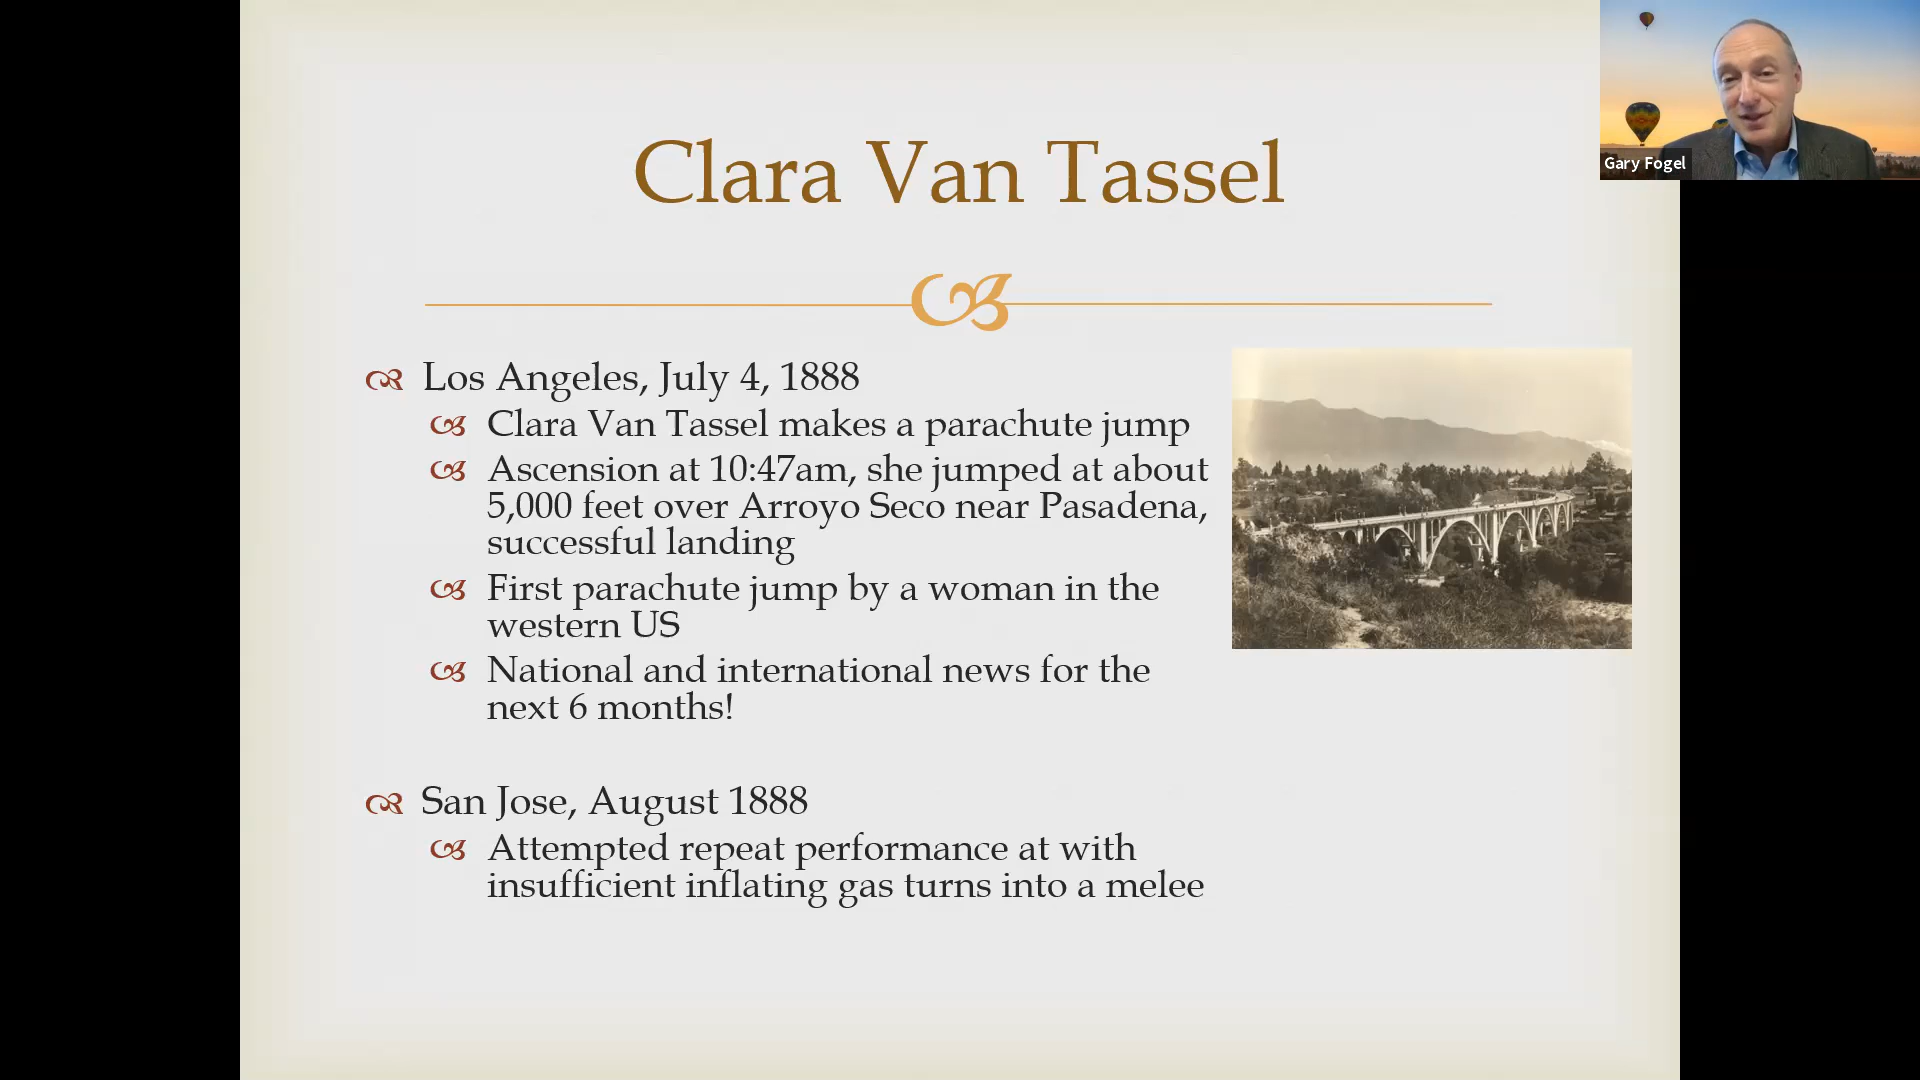 Clara Van Tassel
Los Angeles, July 4, 1888
Clara Van Tassel makes a parachute jump
Ascension at 10:47am, she jumped at about
5,000 feet over Arroyo Seco near Pasadena,
successful landing
First parachute jump by a woman in the
western US
National and international news for the
next 6 months!
San Jose, August 1888
Attempted repeat performance at with
insufficient inflating gas turns into a melee
Gary Fogel